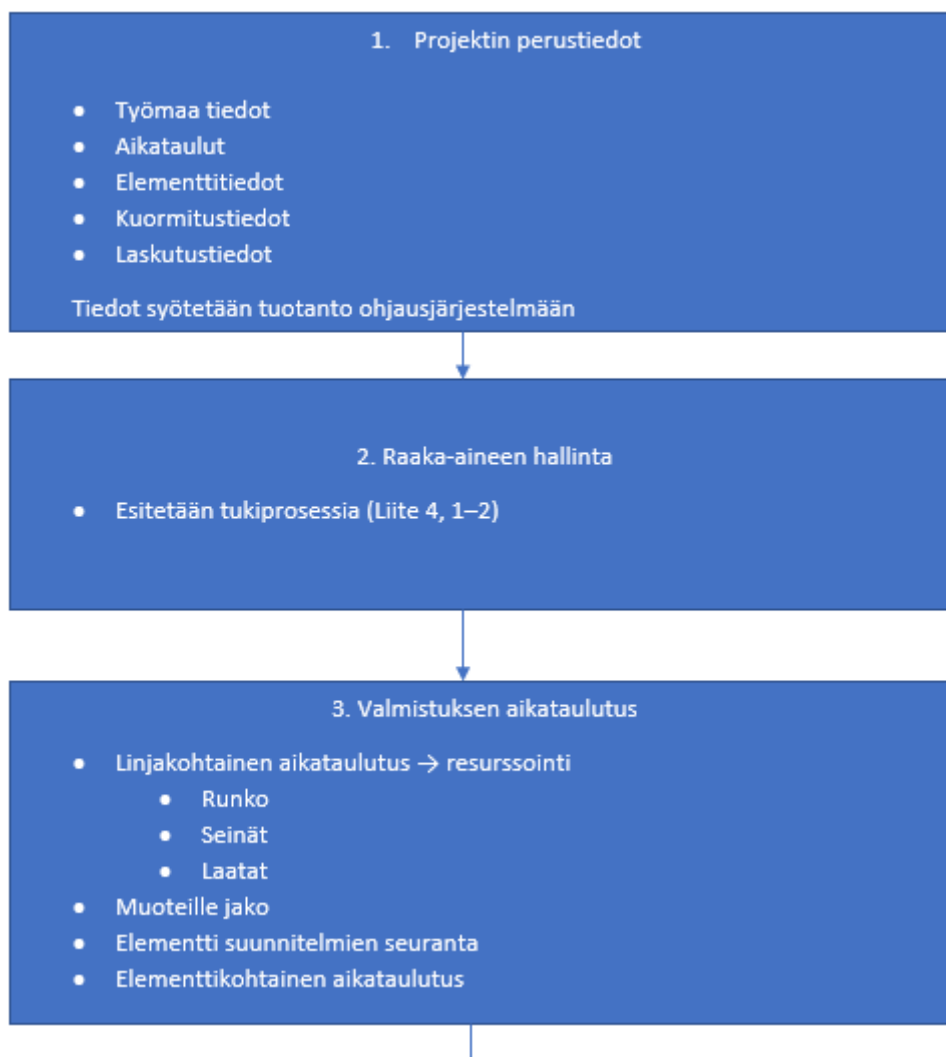 1. Projektin perustiedot
● Työmaa tiedot
● Aikataulut
● Elementtitiedot
● Kuormitustiedot
● Laskutustiedot
Tiedot syötetään tuotanto ohjausjärjestelmään
2. Raaka-aineen hallinta
● Esitetään tukiprosessia (Liite 4, 1–2)
3. Valmistuksen aikataulutus
● Linjakohtainen aikataulutus → resurssointi
● Runko
● Seinät
● Laatat
● Muoteille jako
● Elementti suunnitelmien seuranta
● Elementtikohtainen aikataulutus